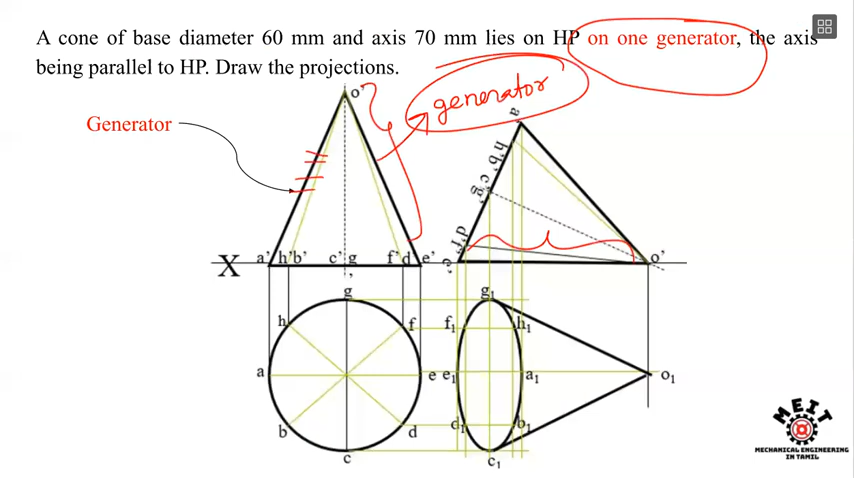 A cone of base diameter 60 mm and axis 70 mm lies on HP on one generator, the axis
being parallel to HP. Draw the projections.
o'
generator
Generator
a'
h' b' c' g'
d' f'
e'
X a' h'b' c'g' f'd' e'
o'
g
g₁
h f
f₁ h₁
a e
e₁ a₁ o₁
b d
d₁ b₁
c
c₁
MEIT
MECHANICAL ENGINEERING
IN TAMIL